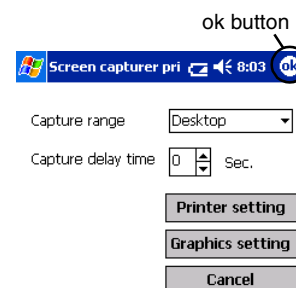 ok button
Screen capturer pri 8:03 ok
Capture range Desktop
Capture delay time 0 Sec.
Printer setting
Graphics setting
Cancel